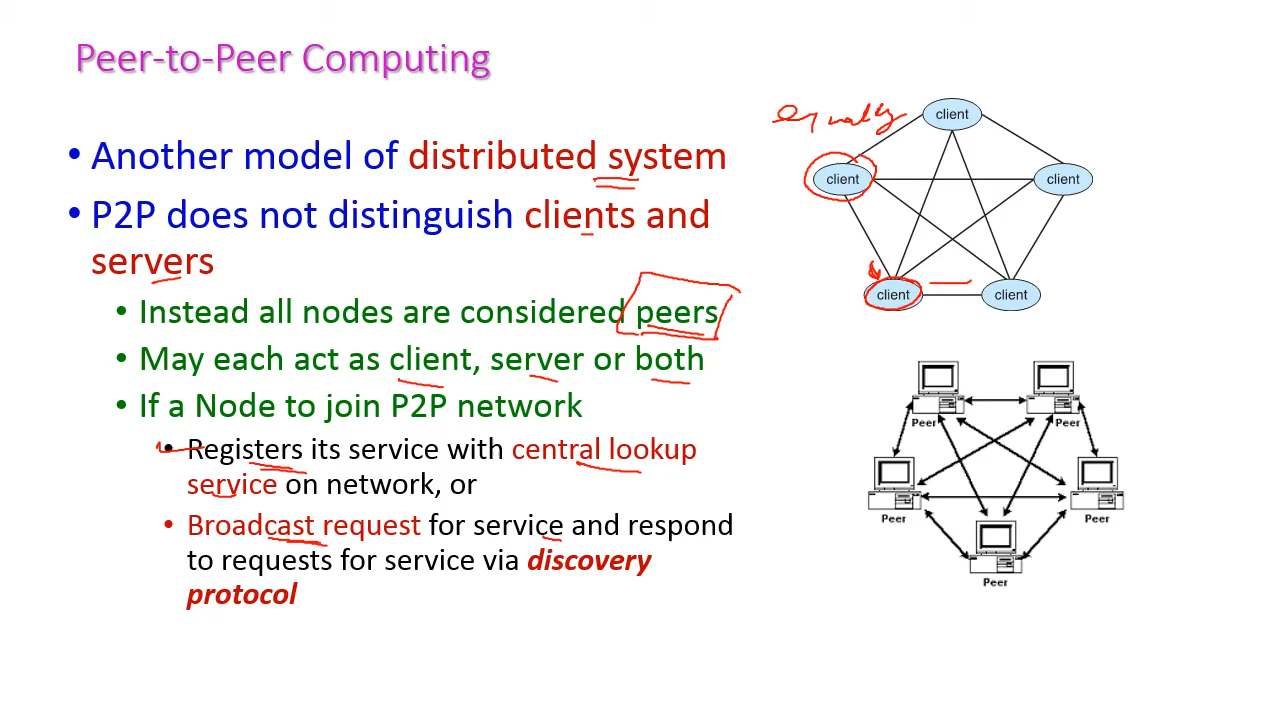 Peer-to-Peer Computing
• Another model of distributed system
• P2P does not distinguish clients and
servers
• Instead all nodes are considered peers
• May each act as client, server or both
• If a Node to join P2P network
• Registers its service with central lookup
service on network, or
• Broadcast request for service and respond
to requests for service via discovery
protocol
equally
client
client
client
client
client
Peer
Peer
Peer
Peer
Peer